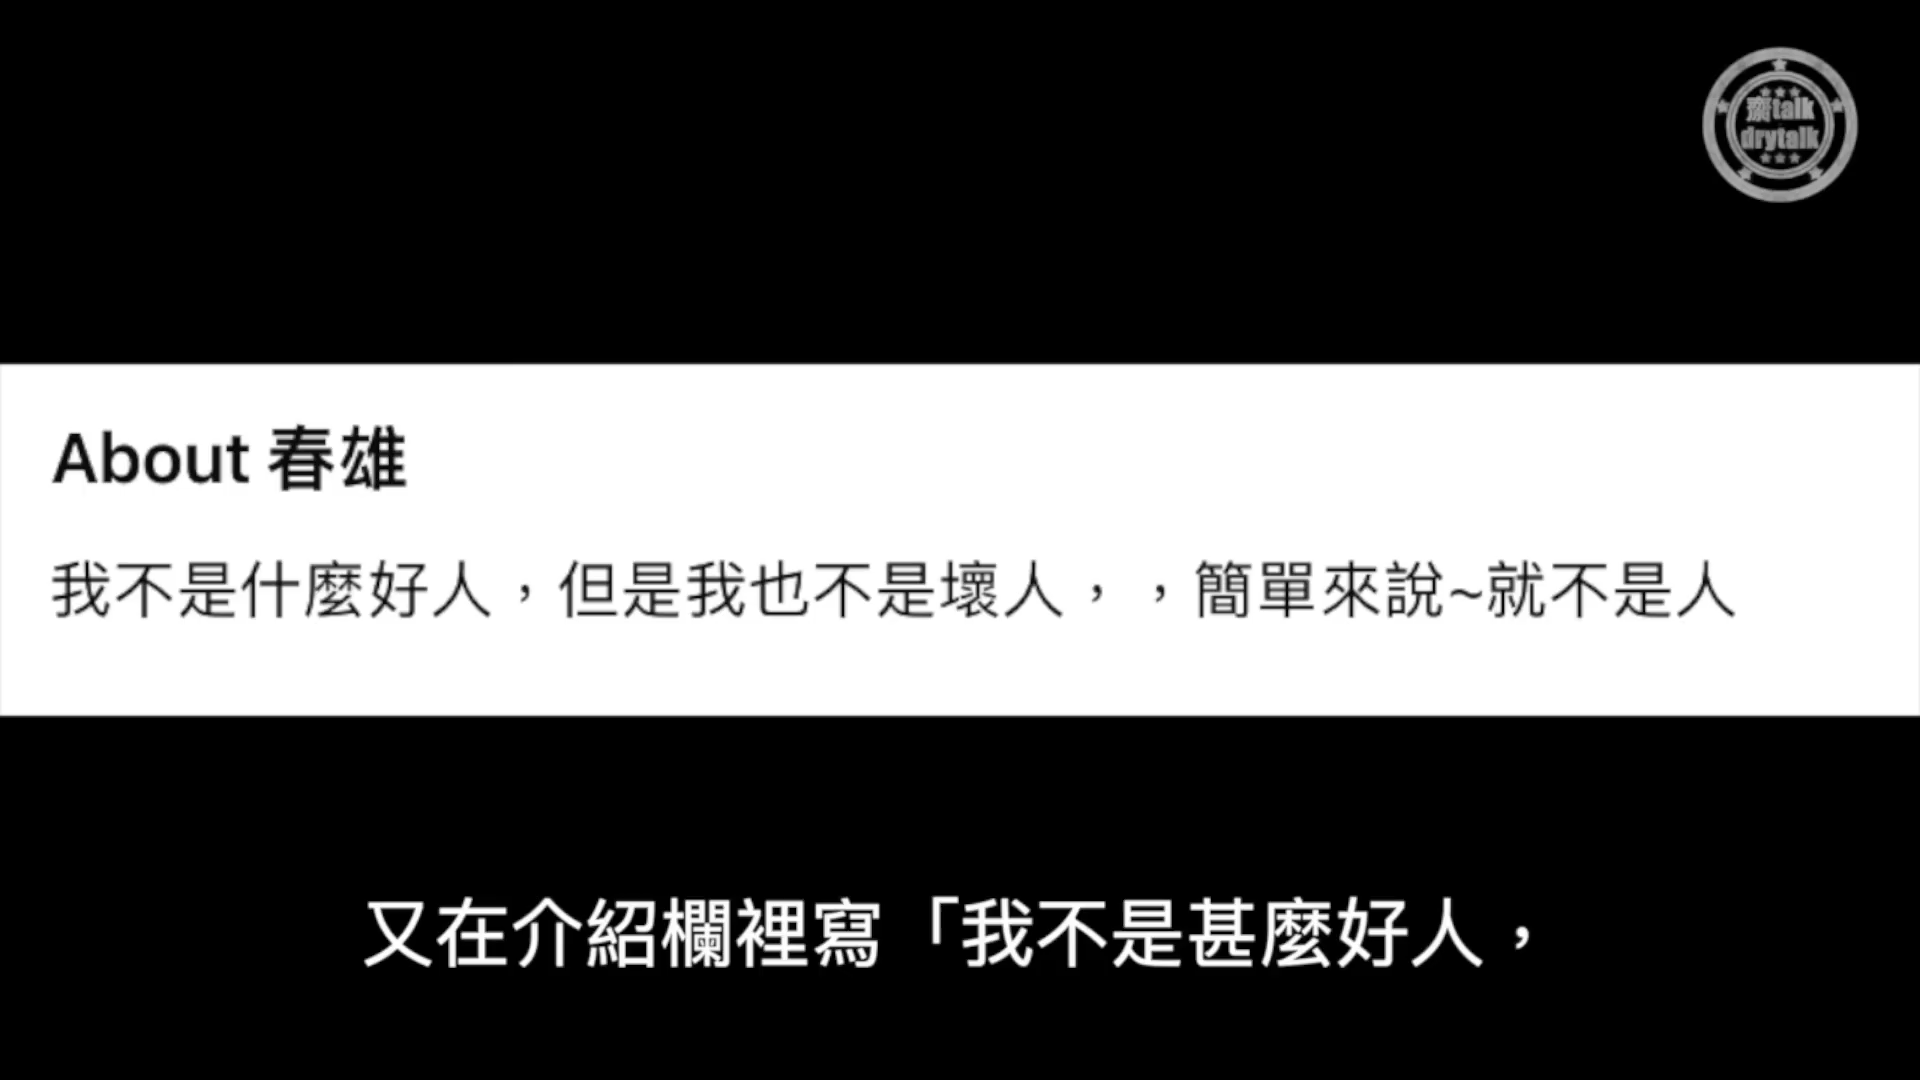 齋talk
drytalk
About 春雄
我不是什麼好人，但是我也不是壞人，，簡單來說~就不是人
又在介紹欄裡寫「我不是甚麼好人，